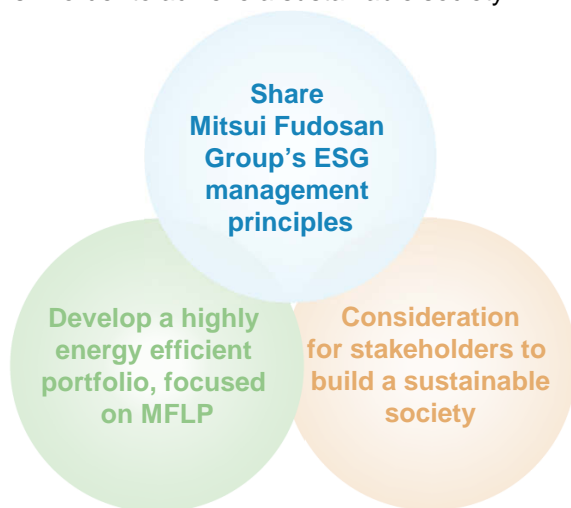 Share
Mitsui Fudosan
Group's ESG
management
principles
Develop a highly
energy efficient
portfolio, focused
on MFLP
Consideration
for stakeholders to
build a sustainable
society